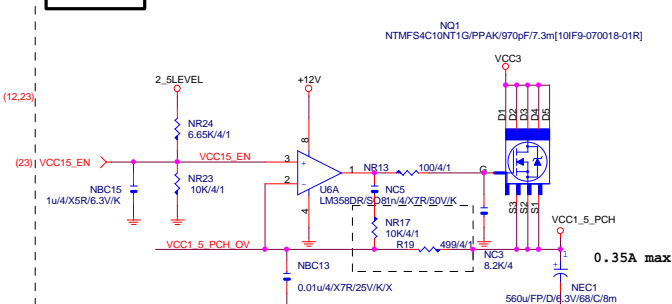 NQ1
NTMFS4C10NT1G/PPAK/970pF/7.3m[10IF9-070018-01R]
VCC3
2_5LEVEL
+12V
(12,23)
D1
D2
D3
D4
D5
NR24
6.65K/4/1
8
(23)
VCC15_EN
VCC15_EN
3
+
1
NR13
100/4/1
G
2
-
NBC15
1u/4/X5R/6.3V/K
NR23
10K/4/1
U6A
LM358DR/SO8
NC5
1n/4/X7R/50V/K
4
S3
S2
S1
NR17
10K/4/1
VCC1_5_PCH
VCC1_5_PCH_OV
R19
499/4/1
NC3
8.2K/4
1
+
0.35A max
NBC13
0.01u/4/X7R/25V/K/X
NEC1
560u/FP/D/6.3V/68/C/8m